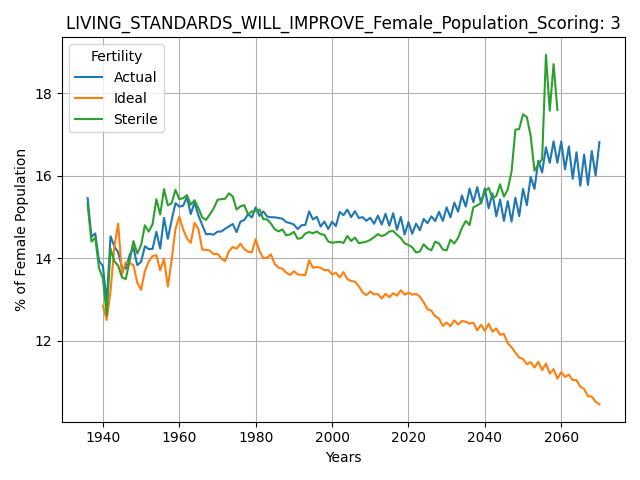 LIVING_STANDARDS_WILL_IMPROVE_Female_Population_Scoring: 3
Fertility
Actual
Ideal
Sterile
% of Female Population
18
16
14
12
1940 1960 1980 2000 2020 2040 2060
Years